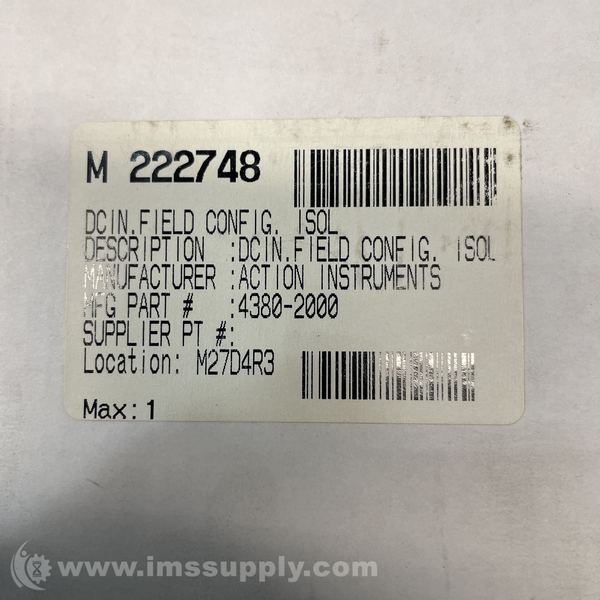 M 222748
DCIN.FIELD CONFIG. ISOL
DESCRIPTION :DCIN.FIELD CONFIG. ISOL
MANUFACTURER :ACTION INSTRUMENTS
MFG PART # :4380-2000
SUPPLIER PT #:
Location: M27D4R3
Max: 1
www.imssupply.com